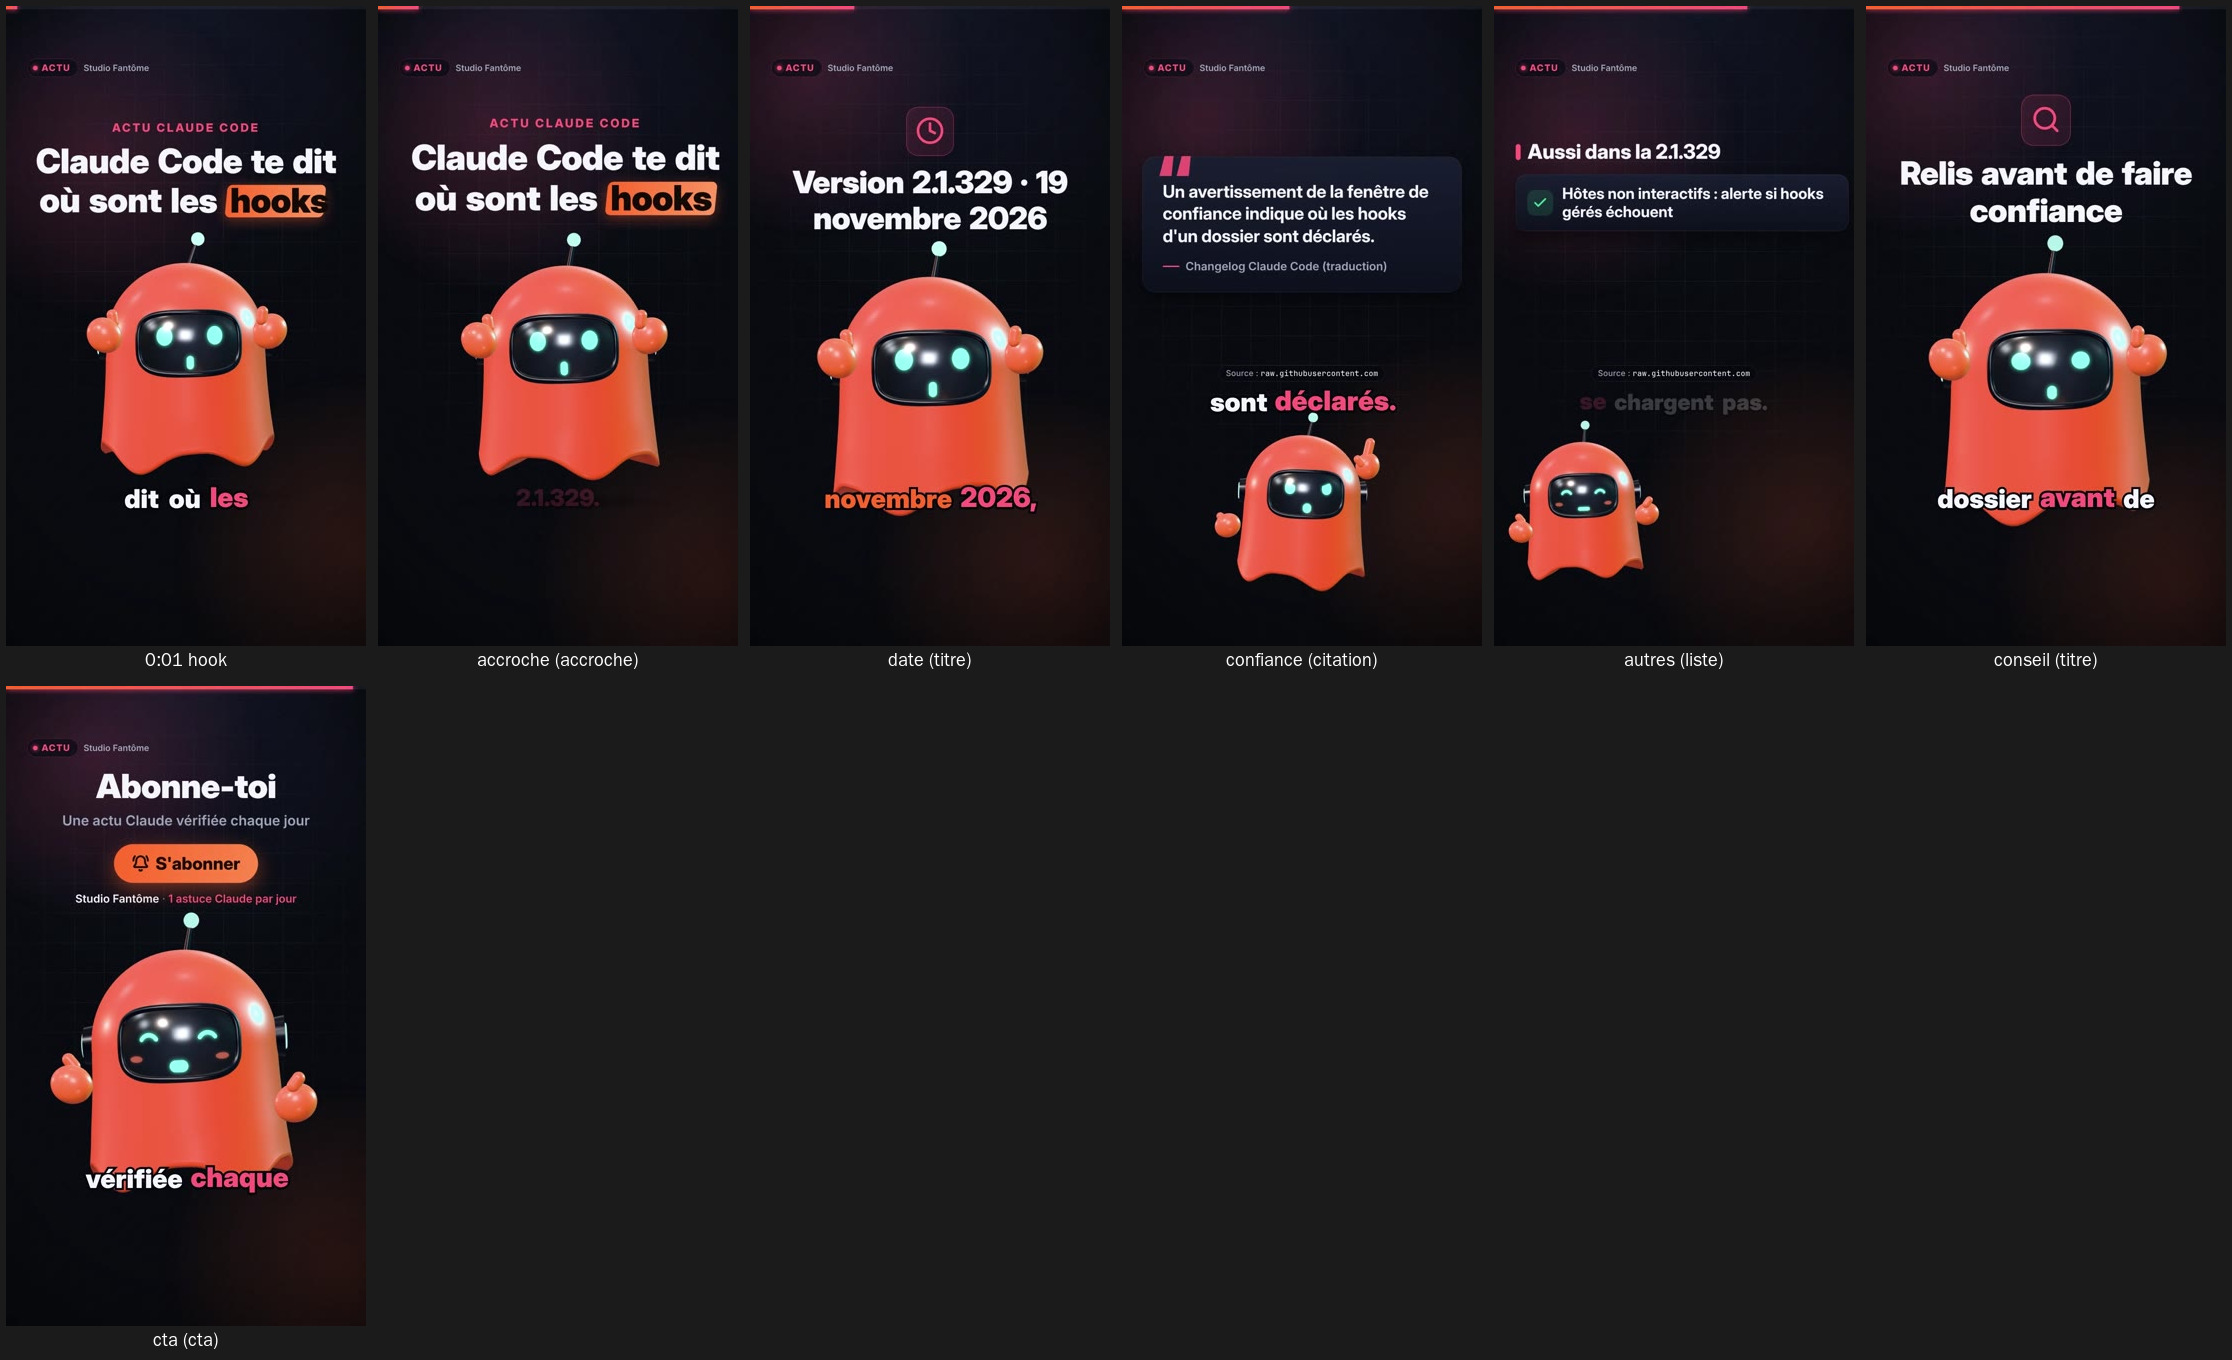 ACTU Studio Fantôme
ACTU CLAUDE CODE
Claude Code te dit
où sont les hooks
dit où les
0:01 hook
ACTU Studio Fantôme
ACTU CLAUDE CODE
Claude Code te dit
où sont les hooks
2.1.329.
accroche (accroche)
ACTU Studio Fantôme
Version 2.1.329 · 19
novembre 2026
novembre 2026,
date (titre)
ACTU Studio Fantôme
Un avertissement de la fenêtre de
confiance indique où les hooks
d'un dossier sont déclarés.
— Changelog Claude Code (traduction)
Source : raw.githubusercontent.com
sont déclarés.
confiance (citation)
ACTU Studio Fantôme
Aussi dans la 2.1.329
Hôtes non interactifs : alerte si hooks
gérés échouent
Source : raw.githubusercontent.com
se chargent pas.
autres (liste)
ACTU Studio Fantôme
Relis avant de faire
confiance
dossier avant de
conseil (titre)
ACTU Studio Fantôme
Abonne-toi
Une actu Claude vérifiée chaque jour
S'abonner
Studio Fantôme · 1 astuce Claude par jour
vérifiée chaque
cta (cta)